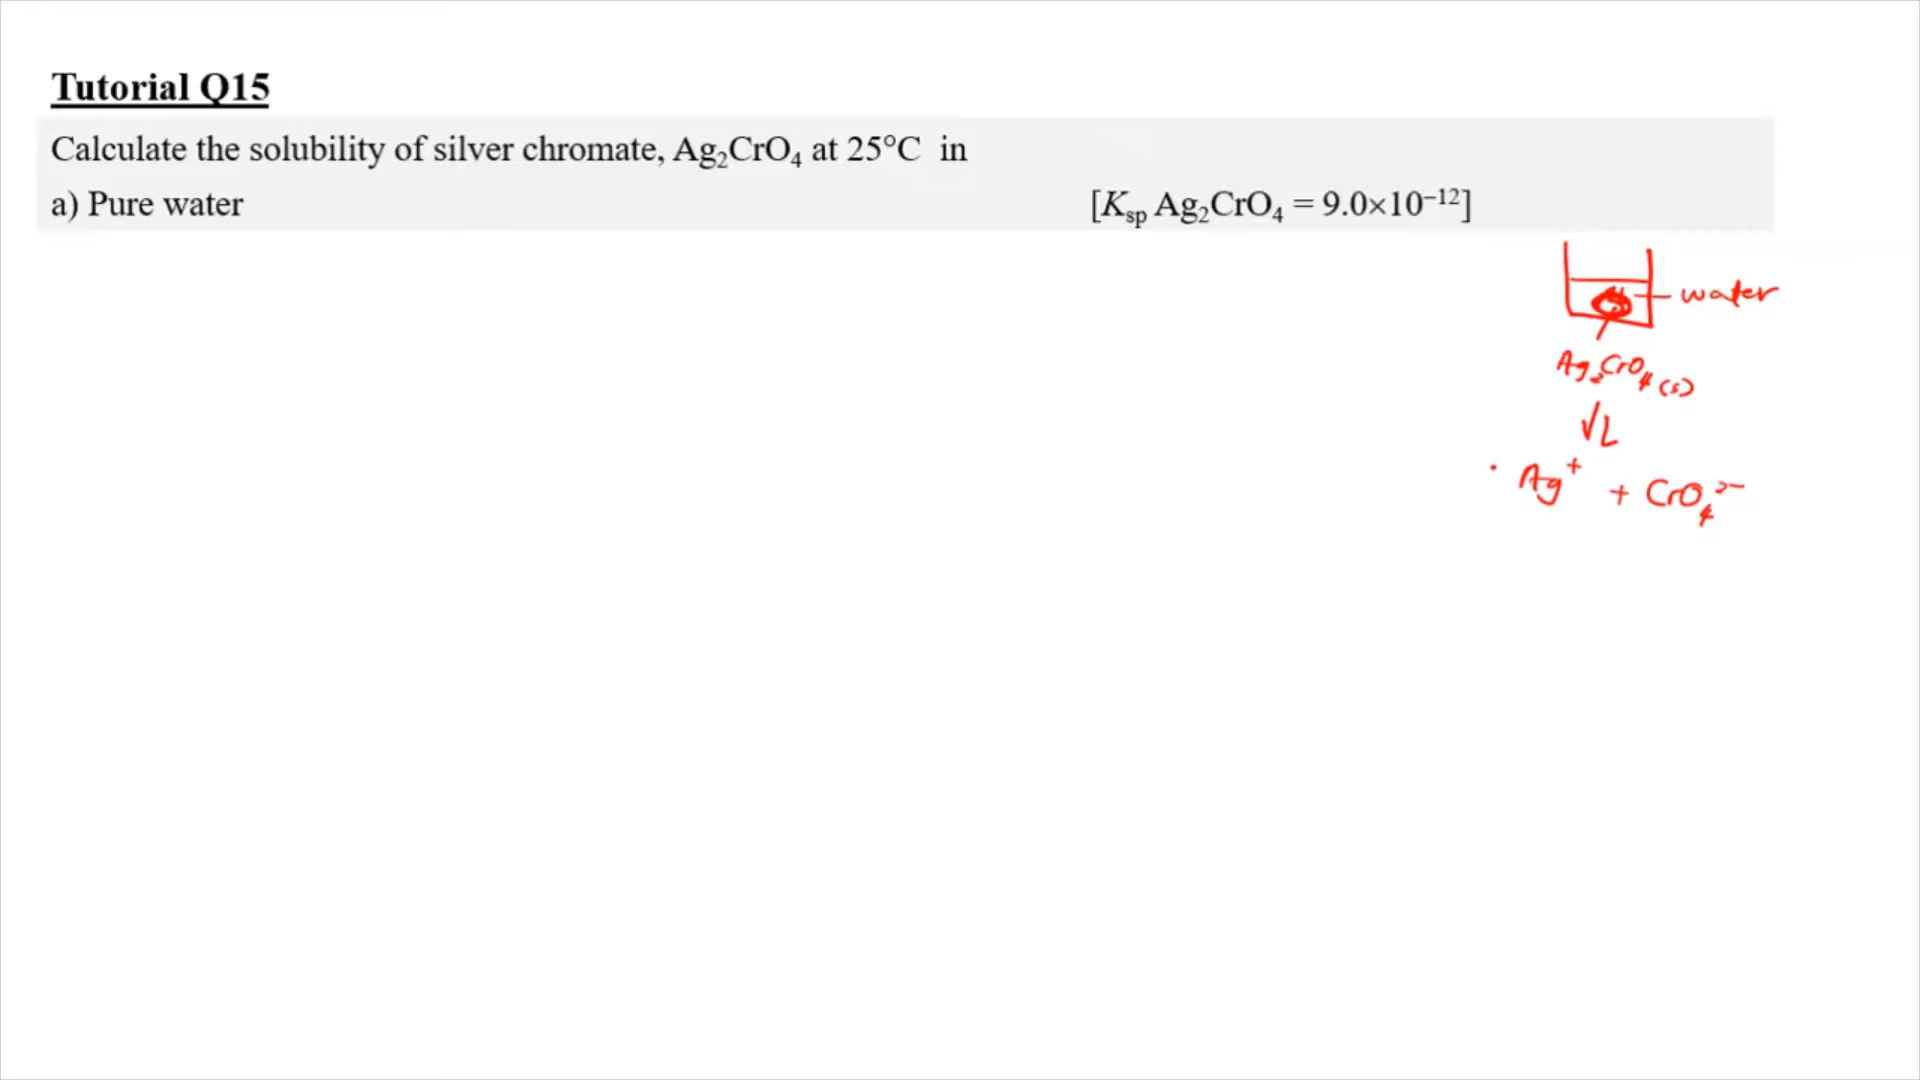 Tutorial Q15
Calculate the solubility of silver chromate, Ag₂CrO₄ at 25°C in
a) Pure water [Ksp Ag₂CrO₄ = 9.0×10⁻¹²]
water
Ag₂CrO₄(s)
Ag⁺ + CrO₄²⁻